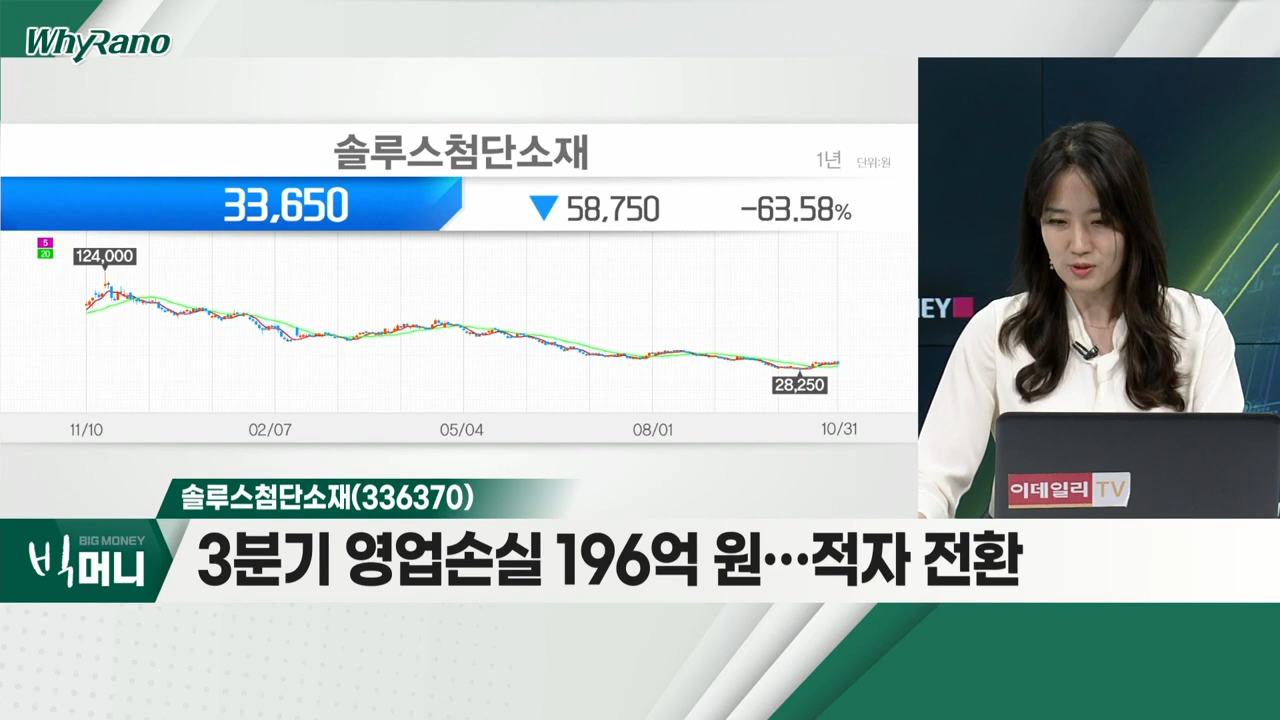 WhyRano
솔루스첨단소재
1년 단위:원
33,650 ▼ 58,750 -63.58%
5
20
124,000
28,250
11/10 02/07 05/04 08/01 10/31
NEY
이데일리 TV
솔루스첨단소재(336370)
BIG MONEY
빅머니
3분기 영업손실 196억 원…적자 전환